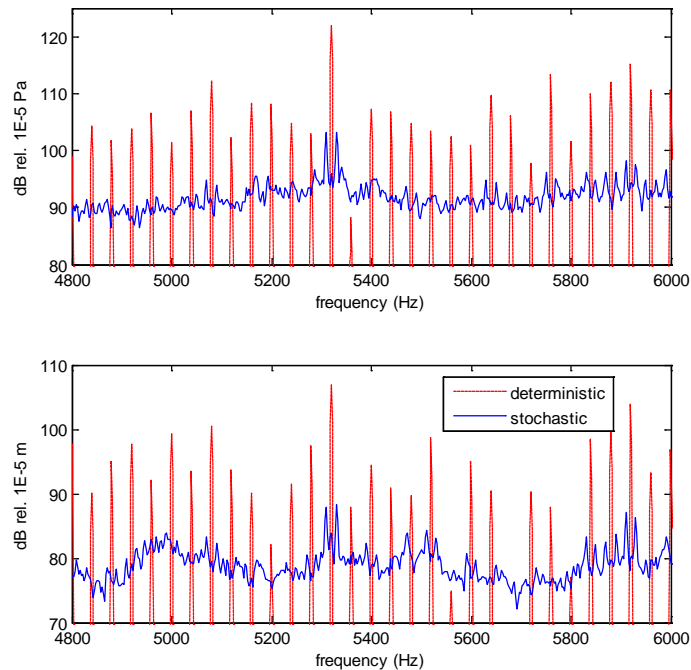 120
110
100
90
80
dB rel. 1E-5 Pa
4800 5000 5200 5400 5600 5800 6000
frequency (Hz)
110
100
90
80
70
dB rel. 1E-5 m
deterministic
stochastic
4800 5000 5200 5400 5600 5800 6000
frequency (Hz)